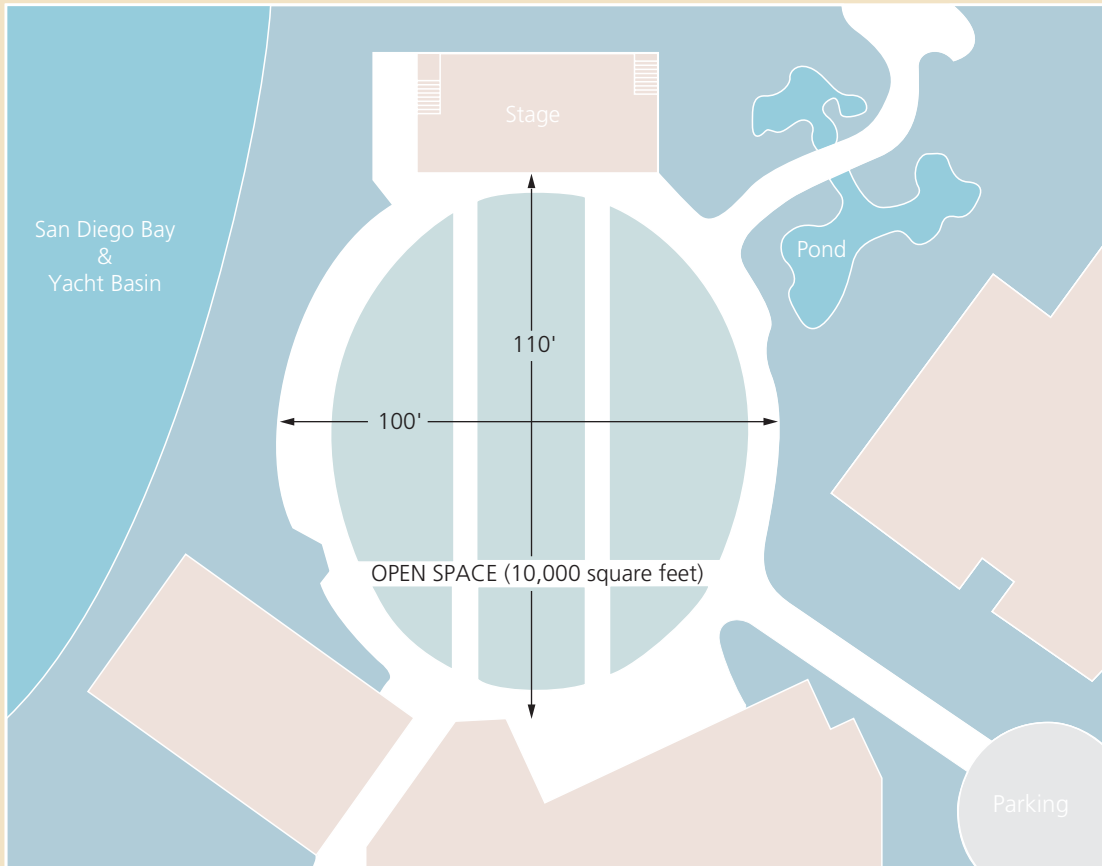 Stage
San Diego Bay
&
Yacht Basin
Pond
110'
100'
OPEN SPACE (10,000 square feet)
Parking